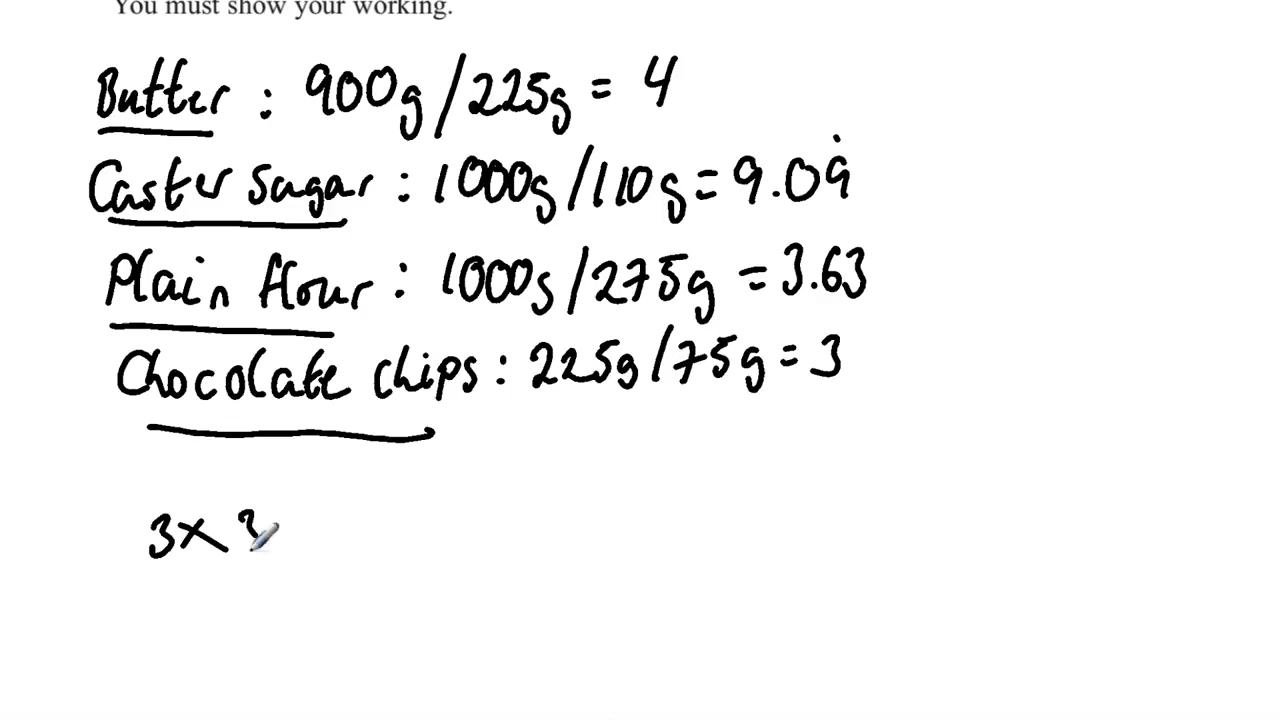 You must show your working.
Butter : 900g/225g = 4
Caster sugar : 1000g/110g = 9.09̇
Plain flour : 1000g/275g = 3.63
Chocolate chips : 225g/75g = 3
3×